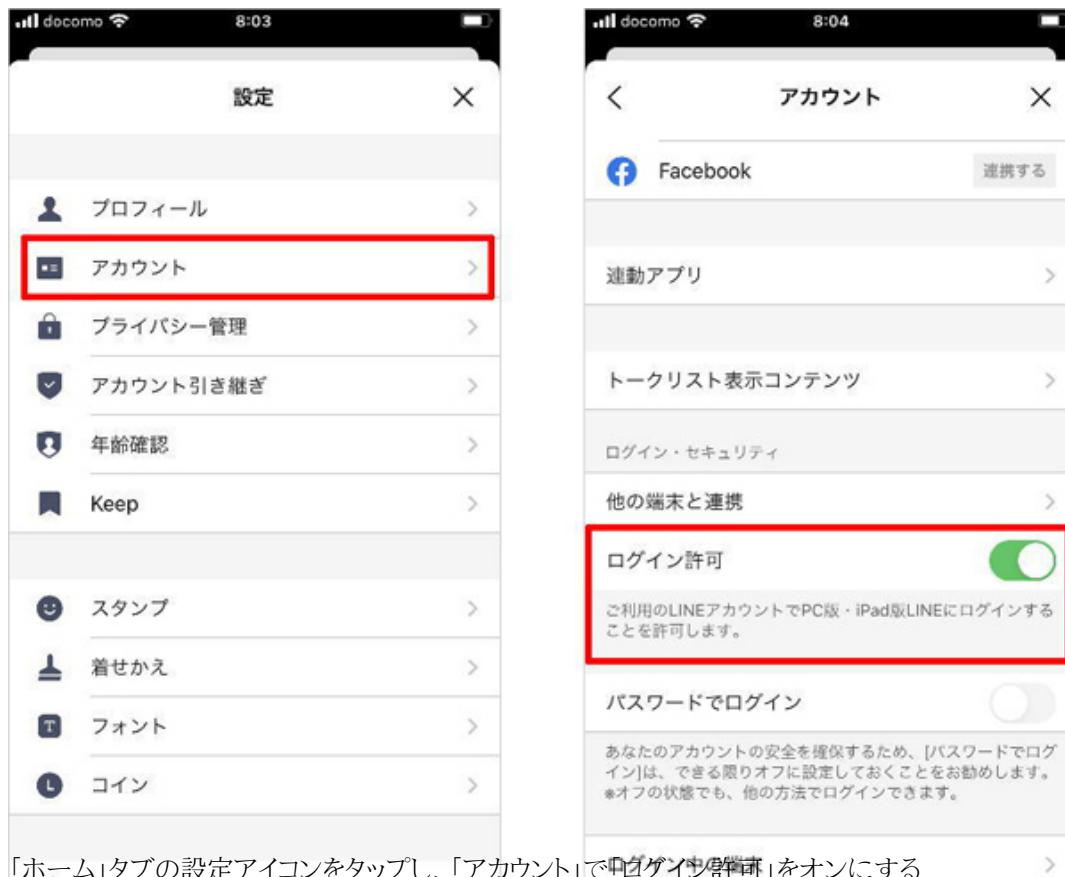 docomo 8:03
設定
プロフィール
アカウント
プライバシー管理
アカウント引き継ぎ
年齢確認
Keep
スタンプ
着せかえ
フォント
コイン
docomo 8:04
アカウント
Facebook 連携する
連動アプリ
トークリスト表示コンテンツ
ログイン・セキュリティ
他の端末と連携
ログイン許可
ご利用のLINEアカウントでPC版・iPad版LINEにログインする
ことを許可します。
パスワードでログイン
あなたのアカウントの安全を確保するため、[パスワードでログ
イン]は、できる限りオフに設定しておくことをお勧めします。
※オフの状態でも、他の方法でログインできます。
ログイン中の端末
「ホーム」タブの設定アイコンをタップし、「アカウント」で「ログイン許可」をオンにする